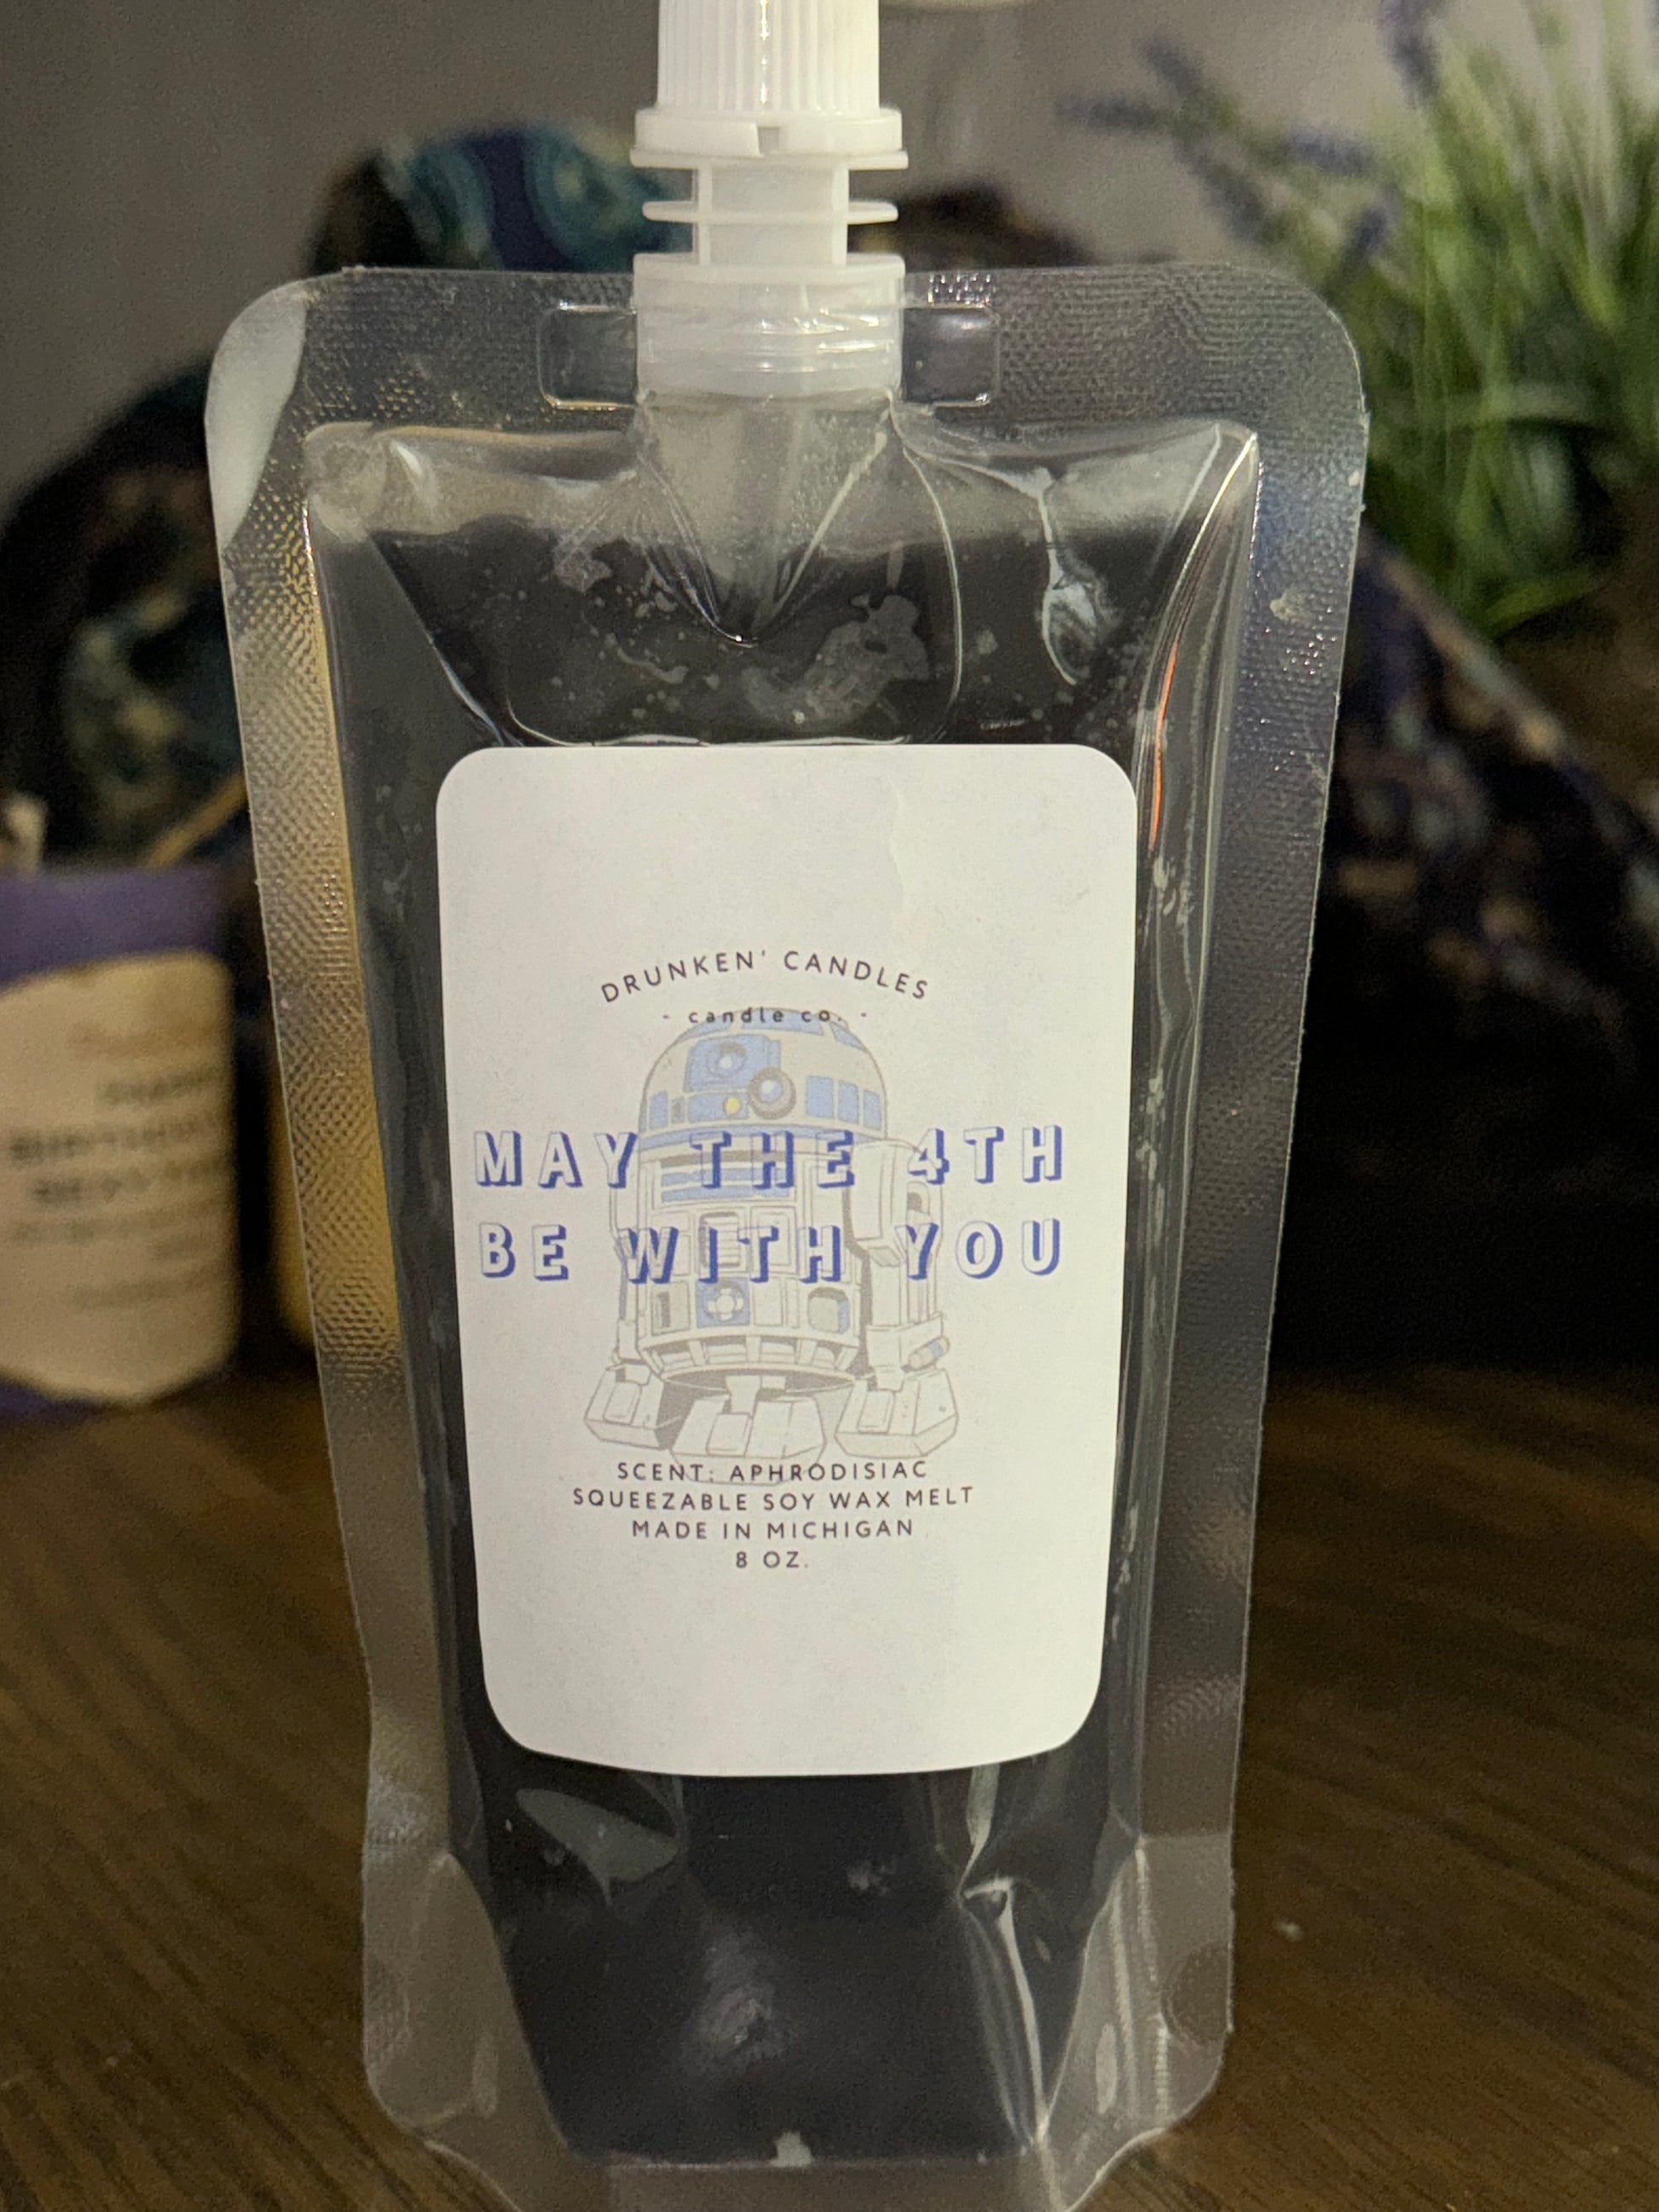 DRUNKEN' CANDLES
- candle co. -
MAY THE 4TH
BE WITH YOU
SCENT: APHRODISIAC
SQUEEZABLE SOY WAX MELT
MADE IN MICHIGAN
8 OZ.